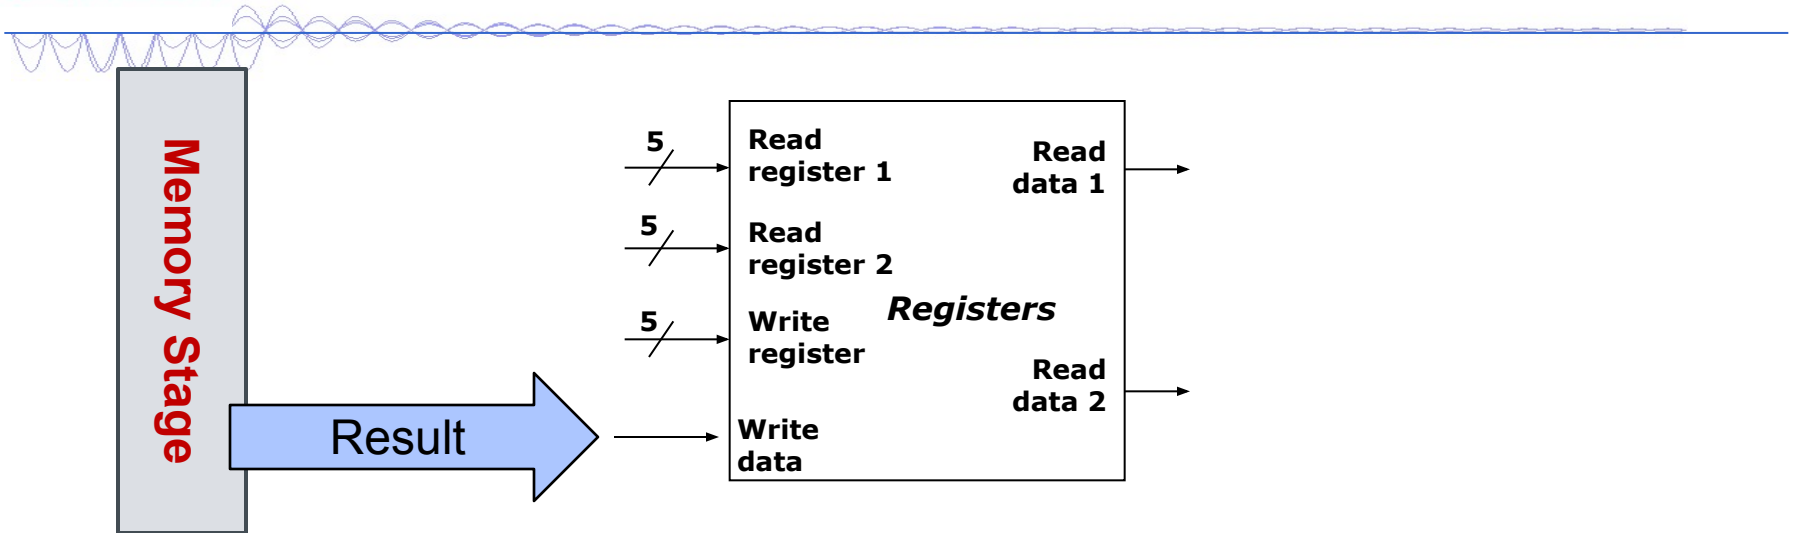 Memory Stage
Result
5
Read
register 1
5
Read
register 2
5
Write
register
Write
data
Registers
Read
data 1
Read
data 2